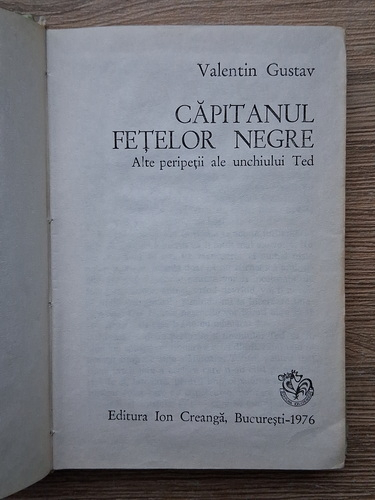 Valentin Gustav
CĂPITANUL
FEȚELOR NEGRE
Alte peripeții ale unchiului Ted
Editura Ion Creangă, București-1976